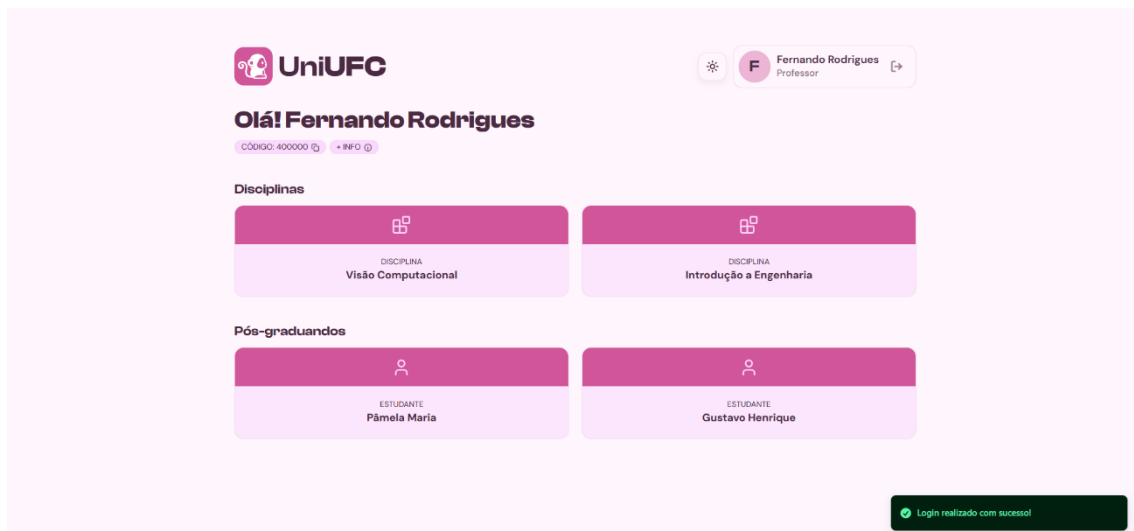 UniUFC
Fernando Rodrigues
Professor
F
Olá! Fernando Rodrigues
CÓDIGO: 400000
+ INFO
Disciplinas
DISCIPLINA
Visão Computacional
DISCIPLINA
Introdução a Engenharia
Pós-graduandos
ESTUDANTE
Pâmela Maria
ESTUDANTE
Gustavo Henrique
Login realizado com sucesso!